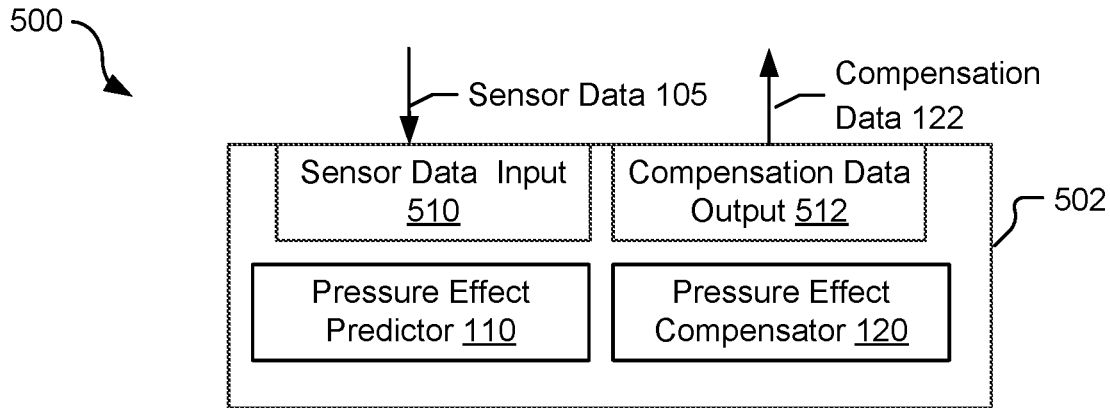 500
Sensor Data 105
Compensation
Data 122
Sensor Data Input
510
Compensation Data
Output 512
502
Pressure Effect
Predictor 110
Pressure Effect
Compensator 120